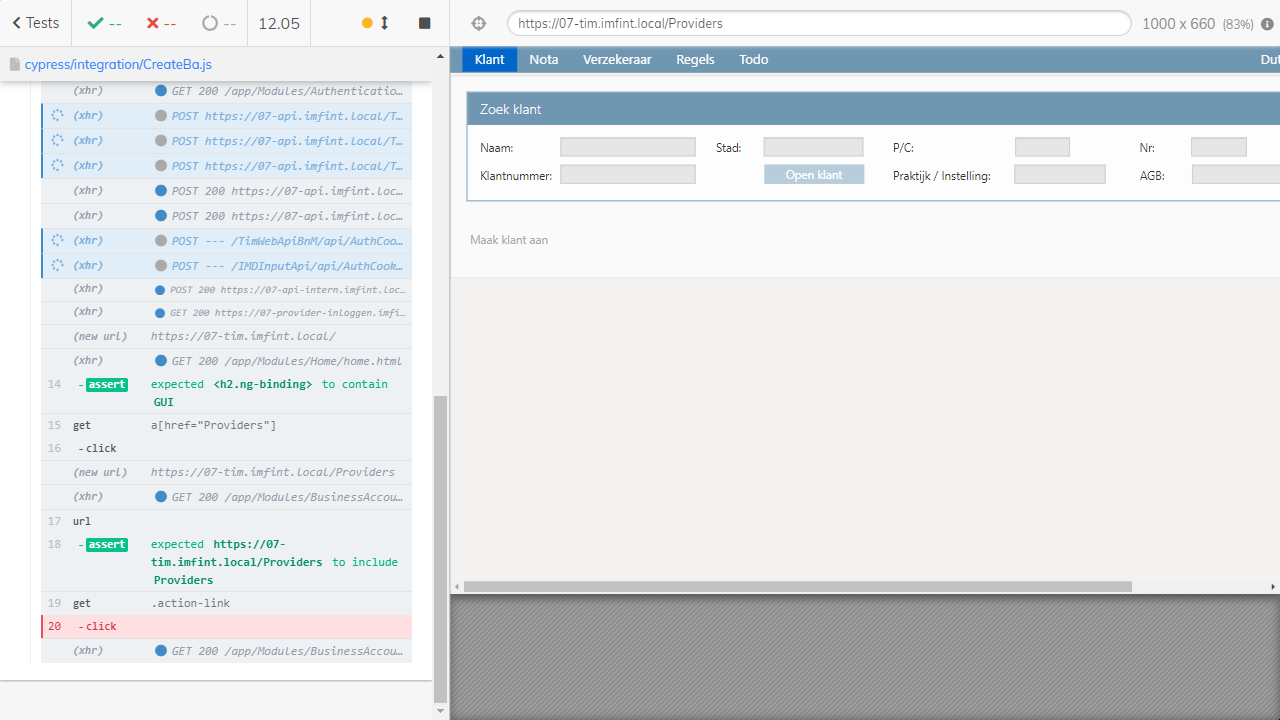 Tests
--
--
--
12.05
https://07-tim.imfint.local/Providers
1000 x 660 (83%)
cypress/integration/CreateBa.js
(xhr) GET 200 /app/Modules/Authenticatio…
(xhr) POST https://07-api.imfint.local/T…
(xhr) POST https://07-api.imfint.local/T…
(xhr) POST https://07-api.imfint.local/T…
(xhr) POST 200 https://07-api.imfint.loc…
(xhr) POST 200 https://07-api.imfint.loc…
(xhr) POST --- /TimWebApiBnM/api/AuthCoo…
(xhr) POST --- /IMDInputApi/api/AuthCook…
(xhr) POST 200 https://07-api-intern.imfint.loc…
(xhr) GET 200 https://07-provider-inloggen.imfi…
(new url) https://07-tim.imfint.local/
(xhr) GET 200 /app/Modules/Home/home.html
14 -assert expected <h2.ng-binding> to contain
GUI
15 get a[href="Providers"]
16 -click
(new url) https://07-tim.imfint.local/Providers
(xhr) GET 200 /app/Modules/BusinessAccou…
17 url
18 -assert expected https://07-
tim.imfint.local/Providers to include
Providers
19 get .action-link
20 -click
(xhr) GET 200 /app/Modules/BusinessAccou…
Klant Nota Verzekeraar Regels Todo Dut
Zoek klant
Naam: Stad: P/C: Nr:
Klantnummer: Open klant Praktijk / Instelling: AGB:
Maak klant aan